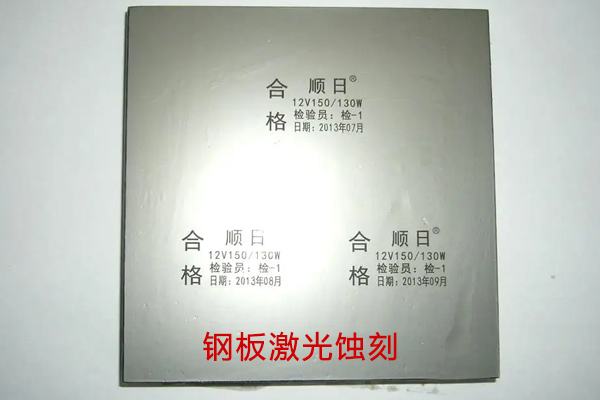 合格
顺日®
12V150/130W
检验员：检-1
日期：2013年07月
合格
顺日
12V150/130W
检验员：检-1
日期：2013年08月
合格
顺日®
12V150/130W
检验员：检-1
日期：2013年09月
钢板激光蚀刻